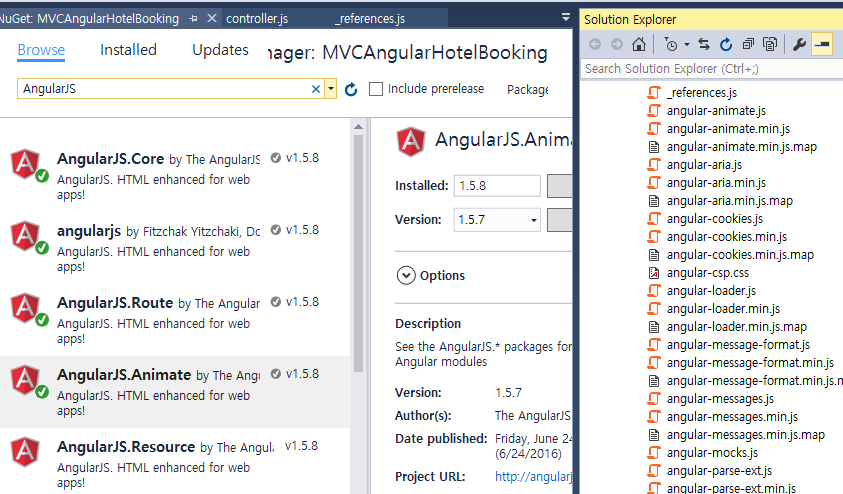 NuGet: MVCAngularHotelBooking
controller.js
_references.js
Browse
Installed
Updates
nager: MVCAngularHotelBooking
AngularJS
Include prerelease
Package
AngularJS.Core by The AngularJS v1.5.8
AngularJS. HTML enhanced for web
apps!
angularjs by Fitzchak Yitzchaki, Dc v1.5.8
AngularJS. HTML enhanced for web
apps!
AngularJS.Route by The Angular v1.5.8
AngularJS. HTML enhanced for web
apps!
AngularJS.Animate by The Angu v1.5.8
AngularJS. HTML enhanced for web
apps!
AngularJS.Resource by The Angular v1.5.8
AngularJS. HTML enhanced for web
apps!
AngularJS.Anima
Installed: 1.5.8
Version: 1.5.7
Options
Description
See the AngularJS.* packages for
Angular modules
Version: 1.5.7
Author(s): The AngularJS
Date published: Friday, June 24
(6/24/2016)
Project URL: http://angularj
Solution Explorer
Search Solution Explorer (Ctrl+;)
_references.js
angular-animate.js
angular-animate.min.js
angular-animate.min.js.map
angular-aria.js
angular-aria.min.js
angular-aria.min.js.map
angular-cookies.js
angular-cookies.min.js
angular-cookies.min.js.map
angular-csp.css
angular-loader.js
angular-loader.min.js
angular-loader.min.js.map
angular-message-format.js
angular-message-format.min.js
angular-message-format.min.js.m
angular-messages.js
angular-messages.min.js
angular-messages.min.js.map
angular-mocks.js
angular-parse-ext.js
angular-parse-ext.min.js